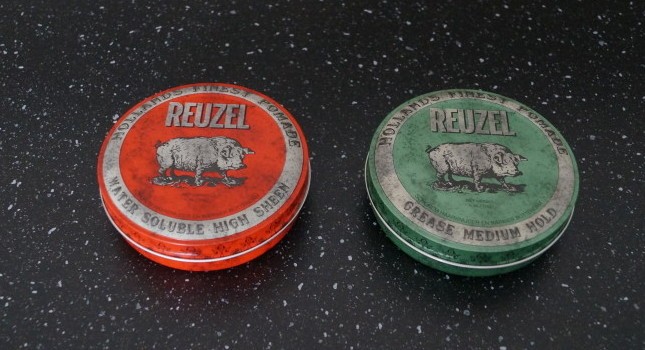 HOLLANDS FINEST POMADE
REUZEL
WATER SOLUBLE HIGH SHEEN
HOLLANDS FINEST POMADE
REUZEL
GREASE MEDIUM HOLD